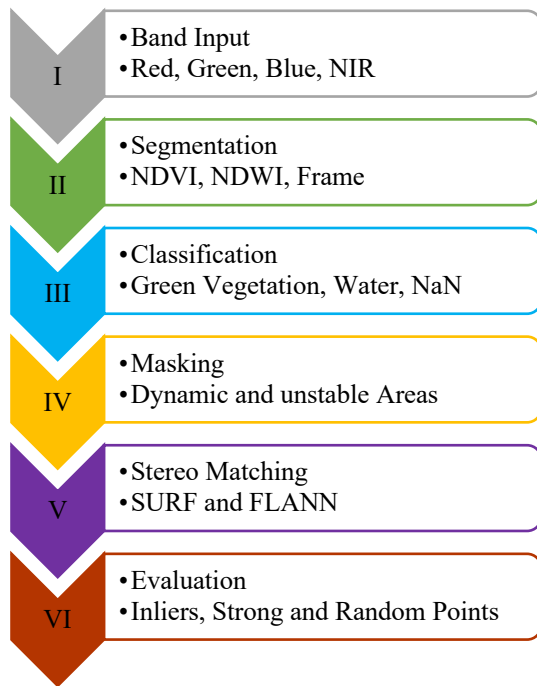 I
•Band Input
•Red, Green, Blue, NIR
II
•Segmentation
•NDVI, NDWI, Frame
III
•Classification
•Green Vegetation, Water, NaN
IV
•Masking
•Dynamic and unstable Areas
V
•Stereo Matching
•SURF and FLANN
VI
•Evaluation
•Inliers, Strong and Random Points